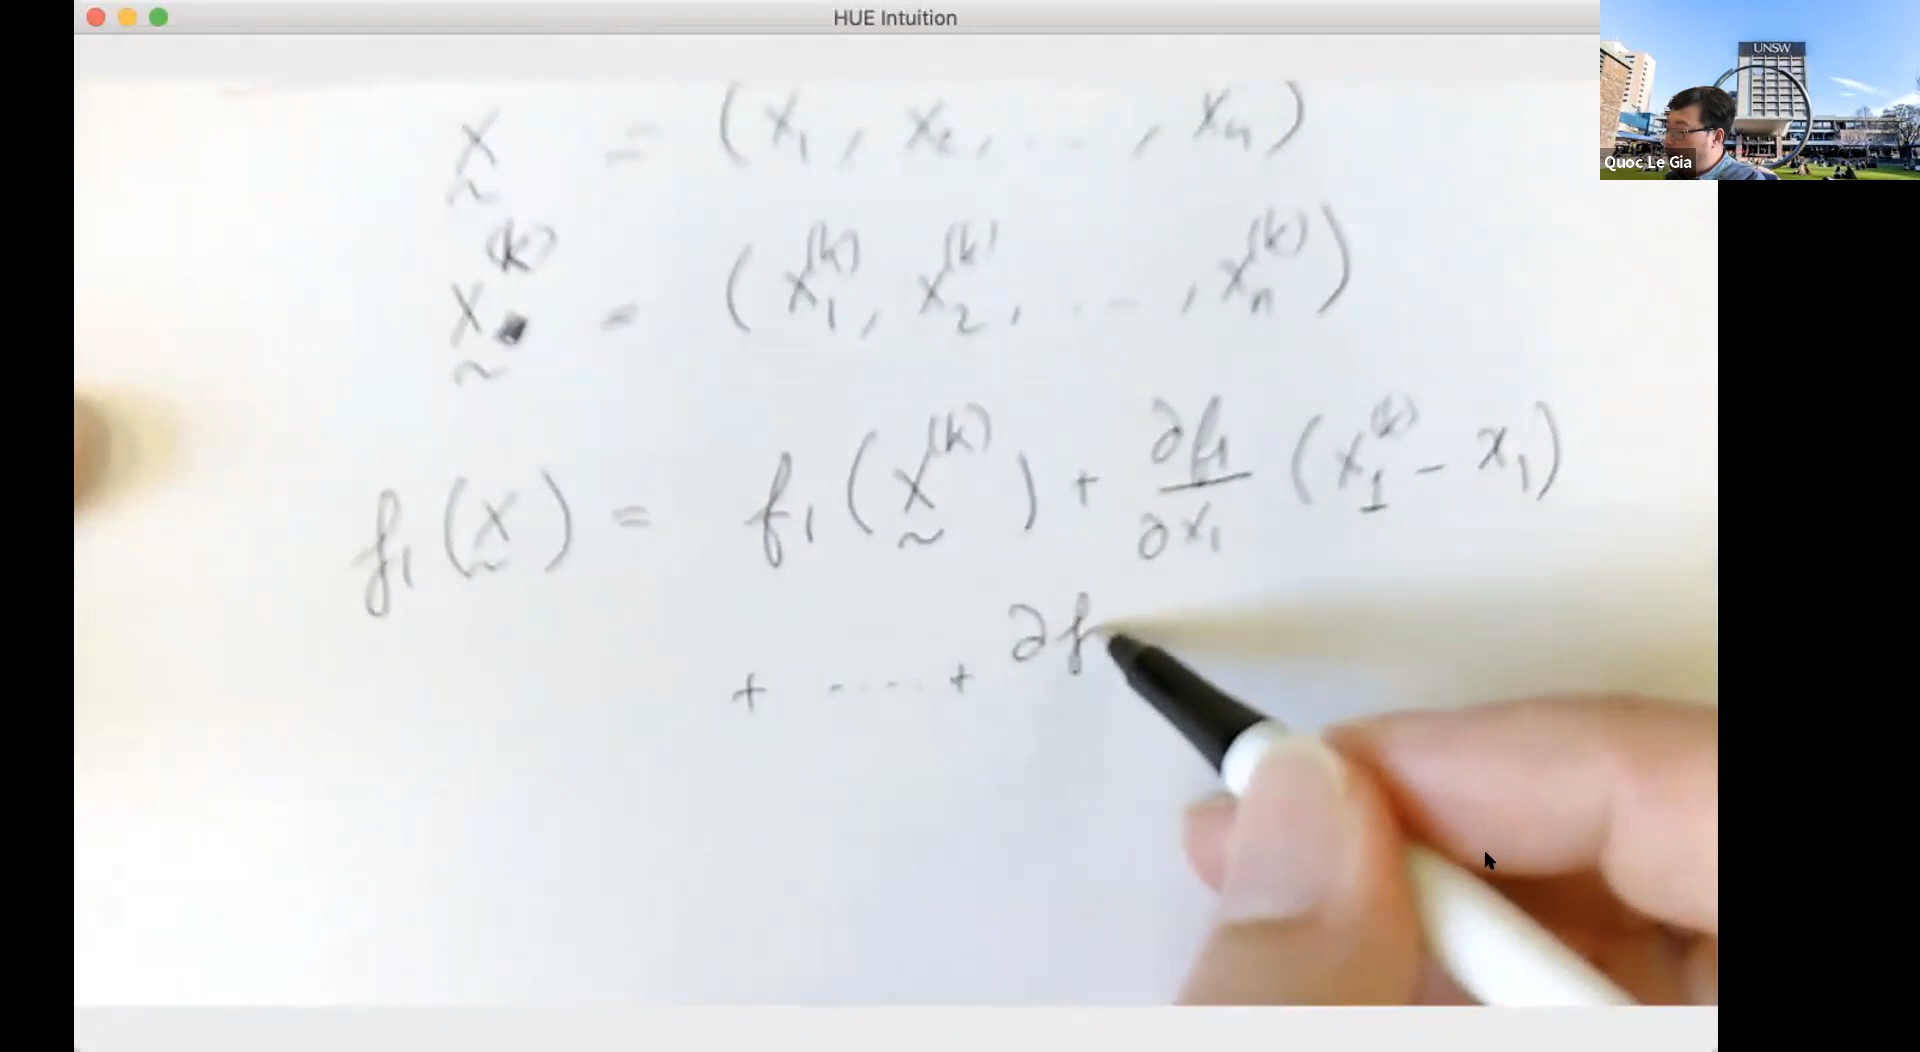 HUE Intuition
UNSW
Quoc Le Gia
x̰ = (x₁, x₂, ..., xₙ)
x̰⁽ᵏ⁾ = (x₁⁽ᵏ⁾, x₂⁽ᵏ⁾, ..., xₙ⁽ᵏ⁾)
f₁(x̰) = f₁(x̰⁽ᵏ⁾) + ∂f₁/∂x₁ (x₁⁽ᵏ⁾ - x₁)
+ .... + ∂f